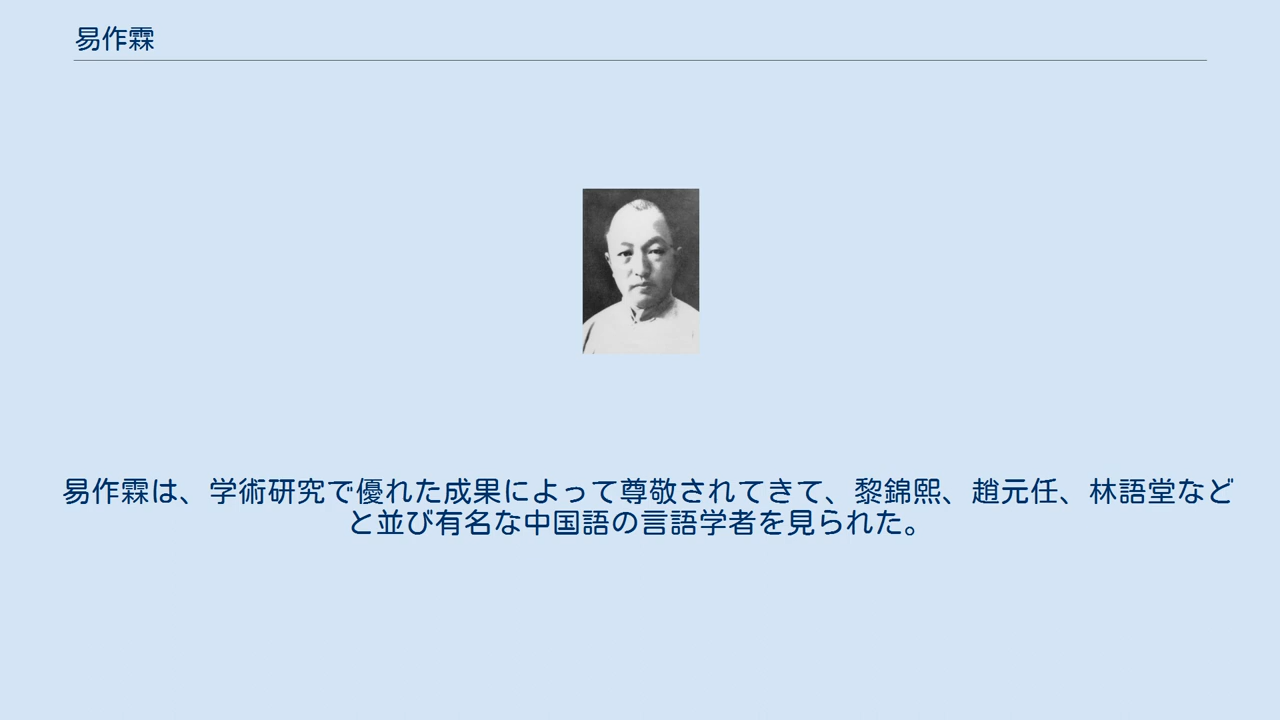 易作霖
易作霖は、学術研究で優れた成果によって尊敬されてきて、黎錦熙、趙元任、林語堂など
と並び有名な中国語の言語学者を見られた。